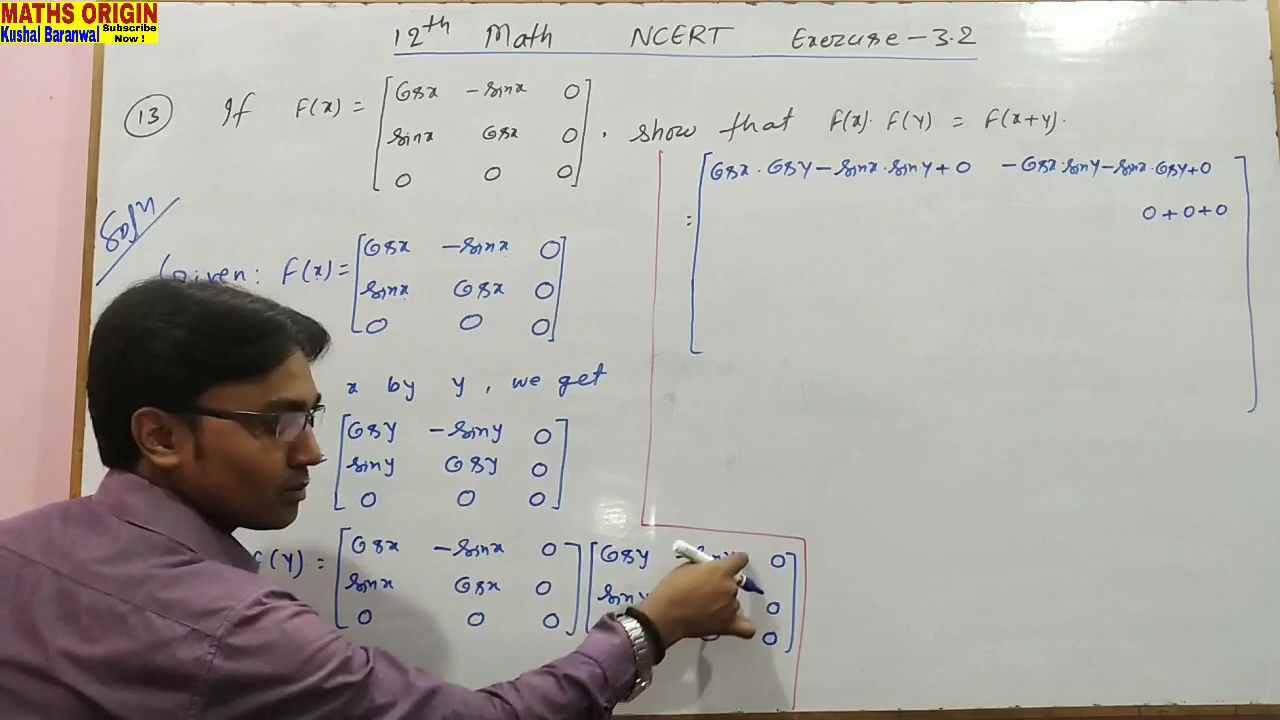 MATHS ORIGIN
Kushal Baranwal Subscribe Now !
12th Math NCERT Exercise-3.2
(13) If F(x) = [ Cosx -sinx 0
sinx Cosx 0
0 0 0 ] , show that F(x). F(y) = F(x+y).
Soln
Given: F(x) = [ Cosx -sinx 0
sinx Cosx 0
0 0 0 ]
x by y , we get
= [ Cosy -siny 0
siny Cosy 0
0 0 0 ]
F(y) = [ Cosx -sinx 0
sinx Cosx 0
0 0 0 ] [ Cosy 0
0
0 ]
= [ Cosx . Cosy - sinx . siny + 0 - Cosx . siny - sinx . Cosy + 0
0 + 0 + 0 ]